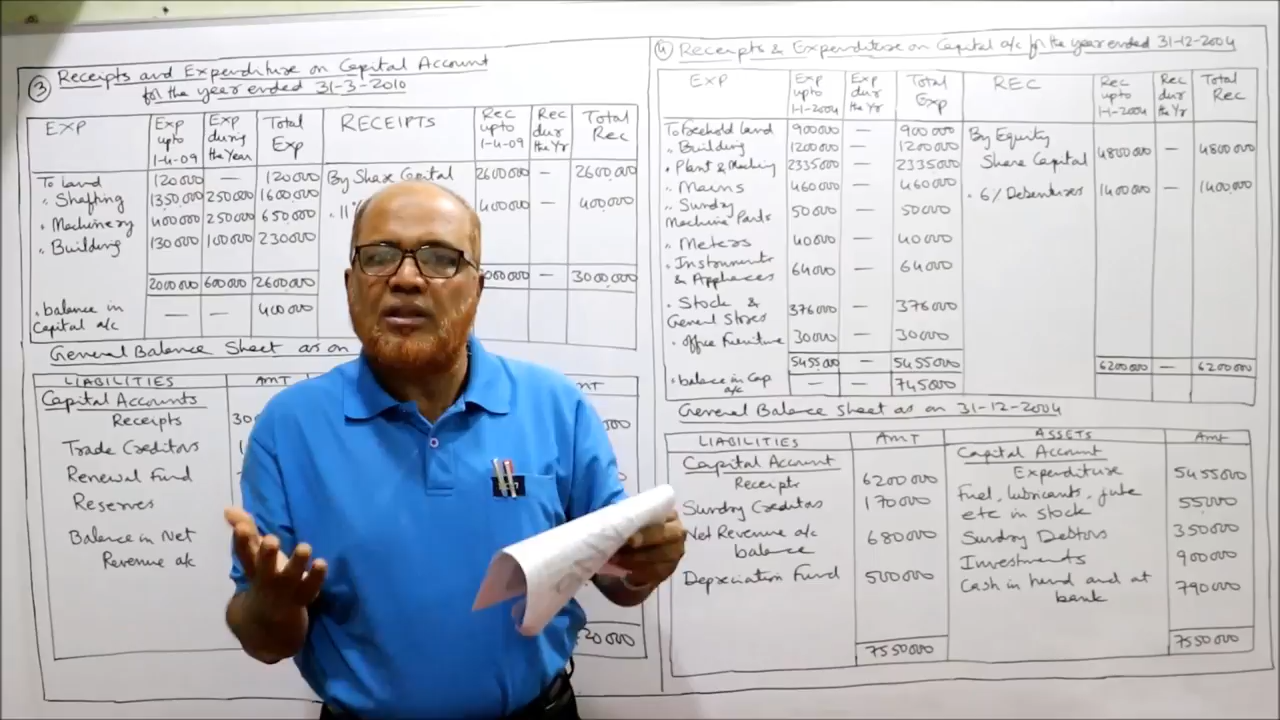 ③ Receipts and Expenditure on Capital Account
for the year ended 31-3-2010
EXP
Exp upto 1-4-09
Exp during the Year
Total Exp
RECEIPTS
Rec upto 1-4-09
Rec dur the Yr
Total Rec
To land 120000 — 120000 By Share Capital 2600000 — 2600000
" Shafting 1350000 250000 1600000
" Machinery 400000 250000 650000 " 11% 400000 — 400000
" Building 130000 100000 230000
2000000 600000 2600000 — 3000000
" balance in
Capital a/c — — 400000
General Balance Sheet as on
LIABILITIES AMT
Capital Accounts
Receipts
Trade Creditors
Renewal Fund
Reserves
Balance in Net
Revenue a/c
④ Receipts & Expenditure on Capital a/c for the year ended 31-12-2004
EXP
Exp upto 1-1-2004
Exp dur the Yr
Total Exp
REC
Rec upto 1-1-2004
Rec dur the Yr
Total Rec
To Feehold land 900000 — 900000 By Equity
" Building 1200000 — 1200000 Share Capital 4800000 — 4800000
" Plant & Maching 2335000 — 2335000
" Mains 460000 — 460000 " 6% Debentures 1400000 — 1400000
" Sundry
Machine Parts 50000 — 50000
" Meters 40000 — 40000
" Instruments
& Appliances 64000 — 64000
" Stock &
General Stores 376000 — 376000
" office Furniture 30000 — 30000
5455000 — 5455000 6200000 — 6200000
" balance in Cap
a/c — — 745000
General Balance Sheet as on 31-12-2004
LIABILITIES AMT ASSETS Amt
Capital Account Capital Account
Receipts 6200000 Expenditure 5455000
Sundry Creditors 170000 Fuel, lubricants, jute
etc in stock 55000
Net Revenue a/c
balance 680000 Sundry Debtors 350000
Investments 900000
Depreciation Fund 500000 Cash in hand and at
bank 790000
7550000 7550000